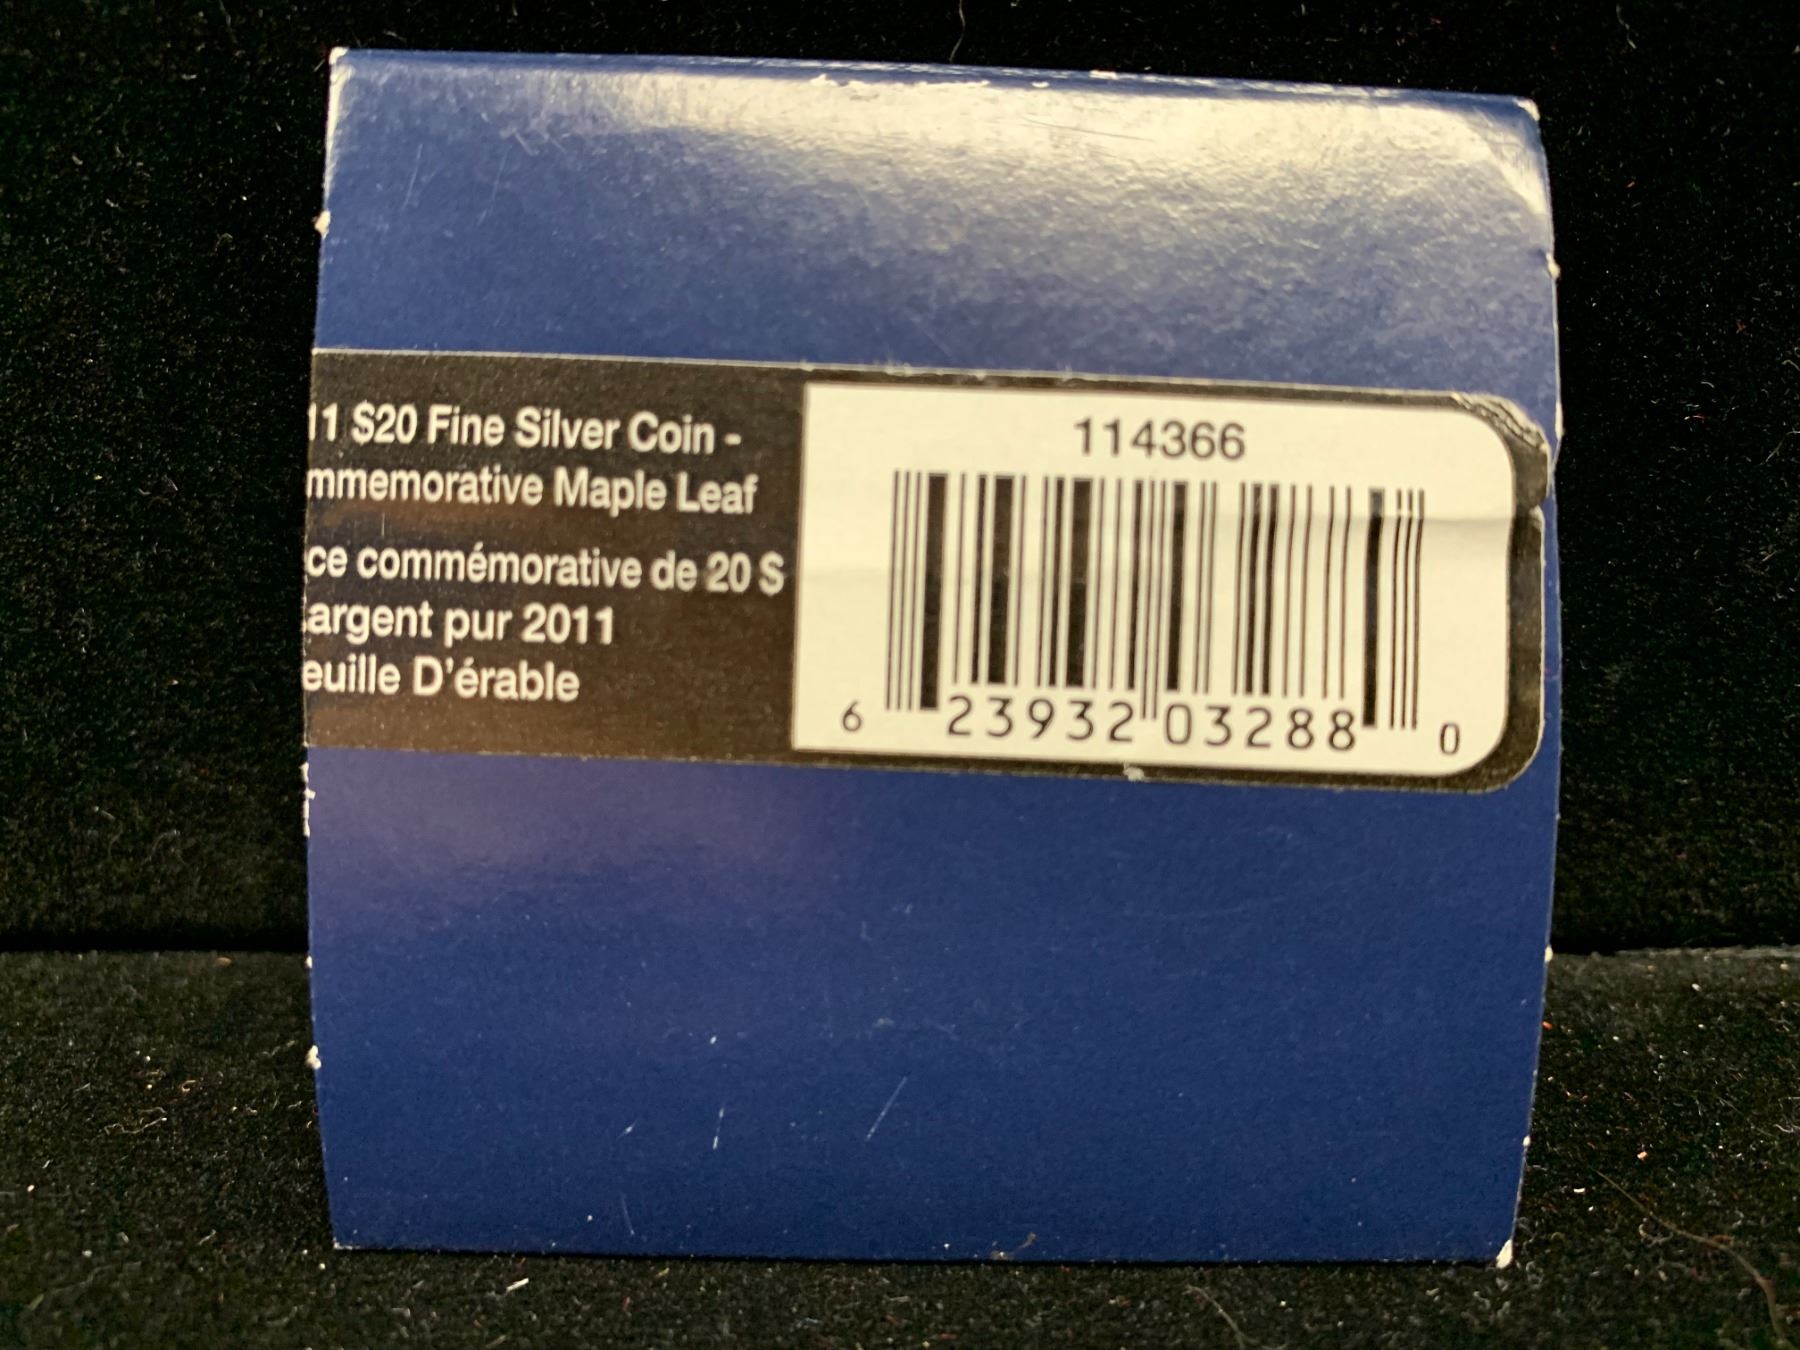 11 $20 Fine Silver Coin -
mmemorative Maple Leaf
ce commémorative de 20 $
argent pur 2011
euille D'érable
114366
6 23932 03288 0